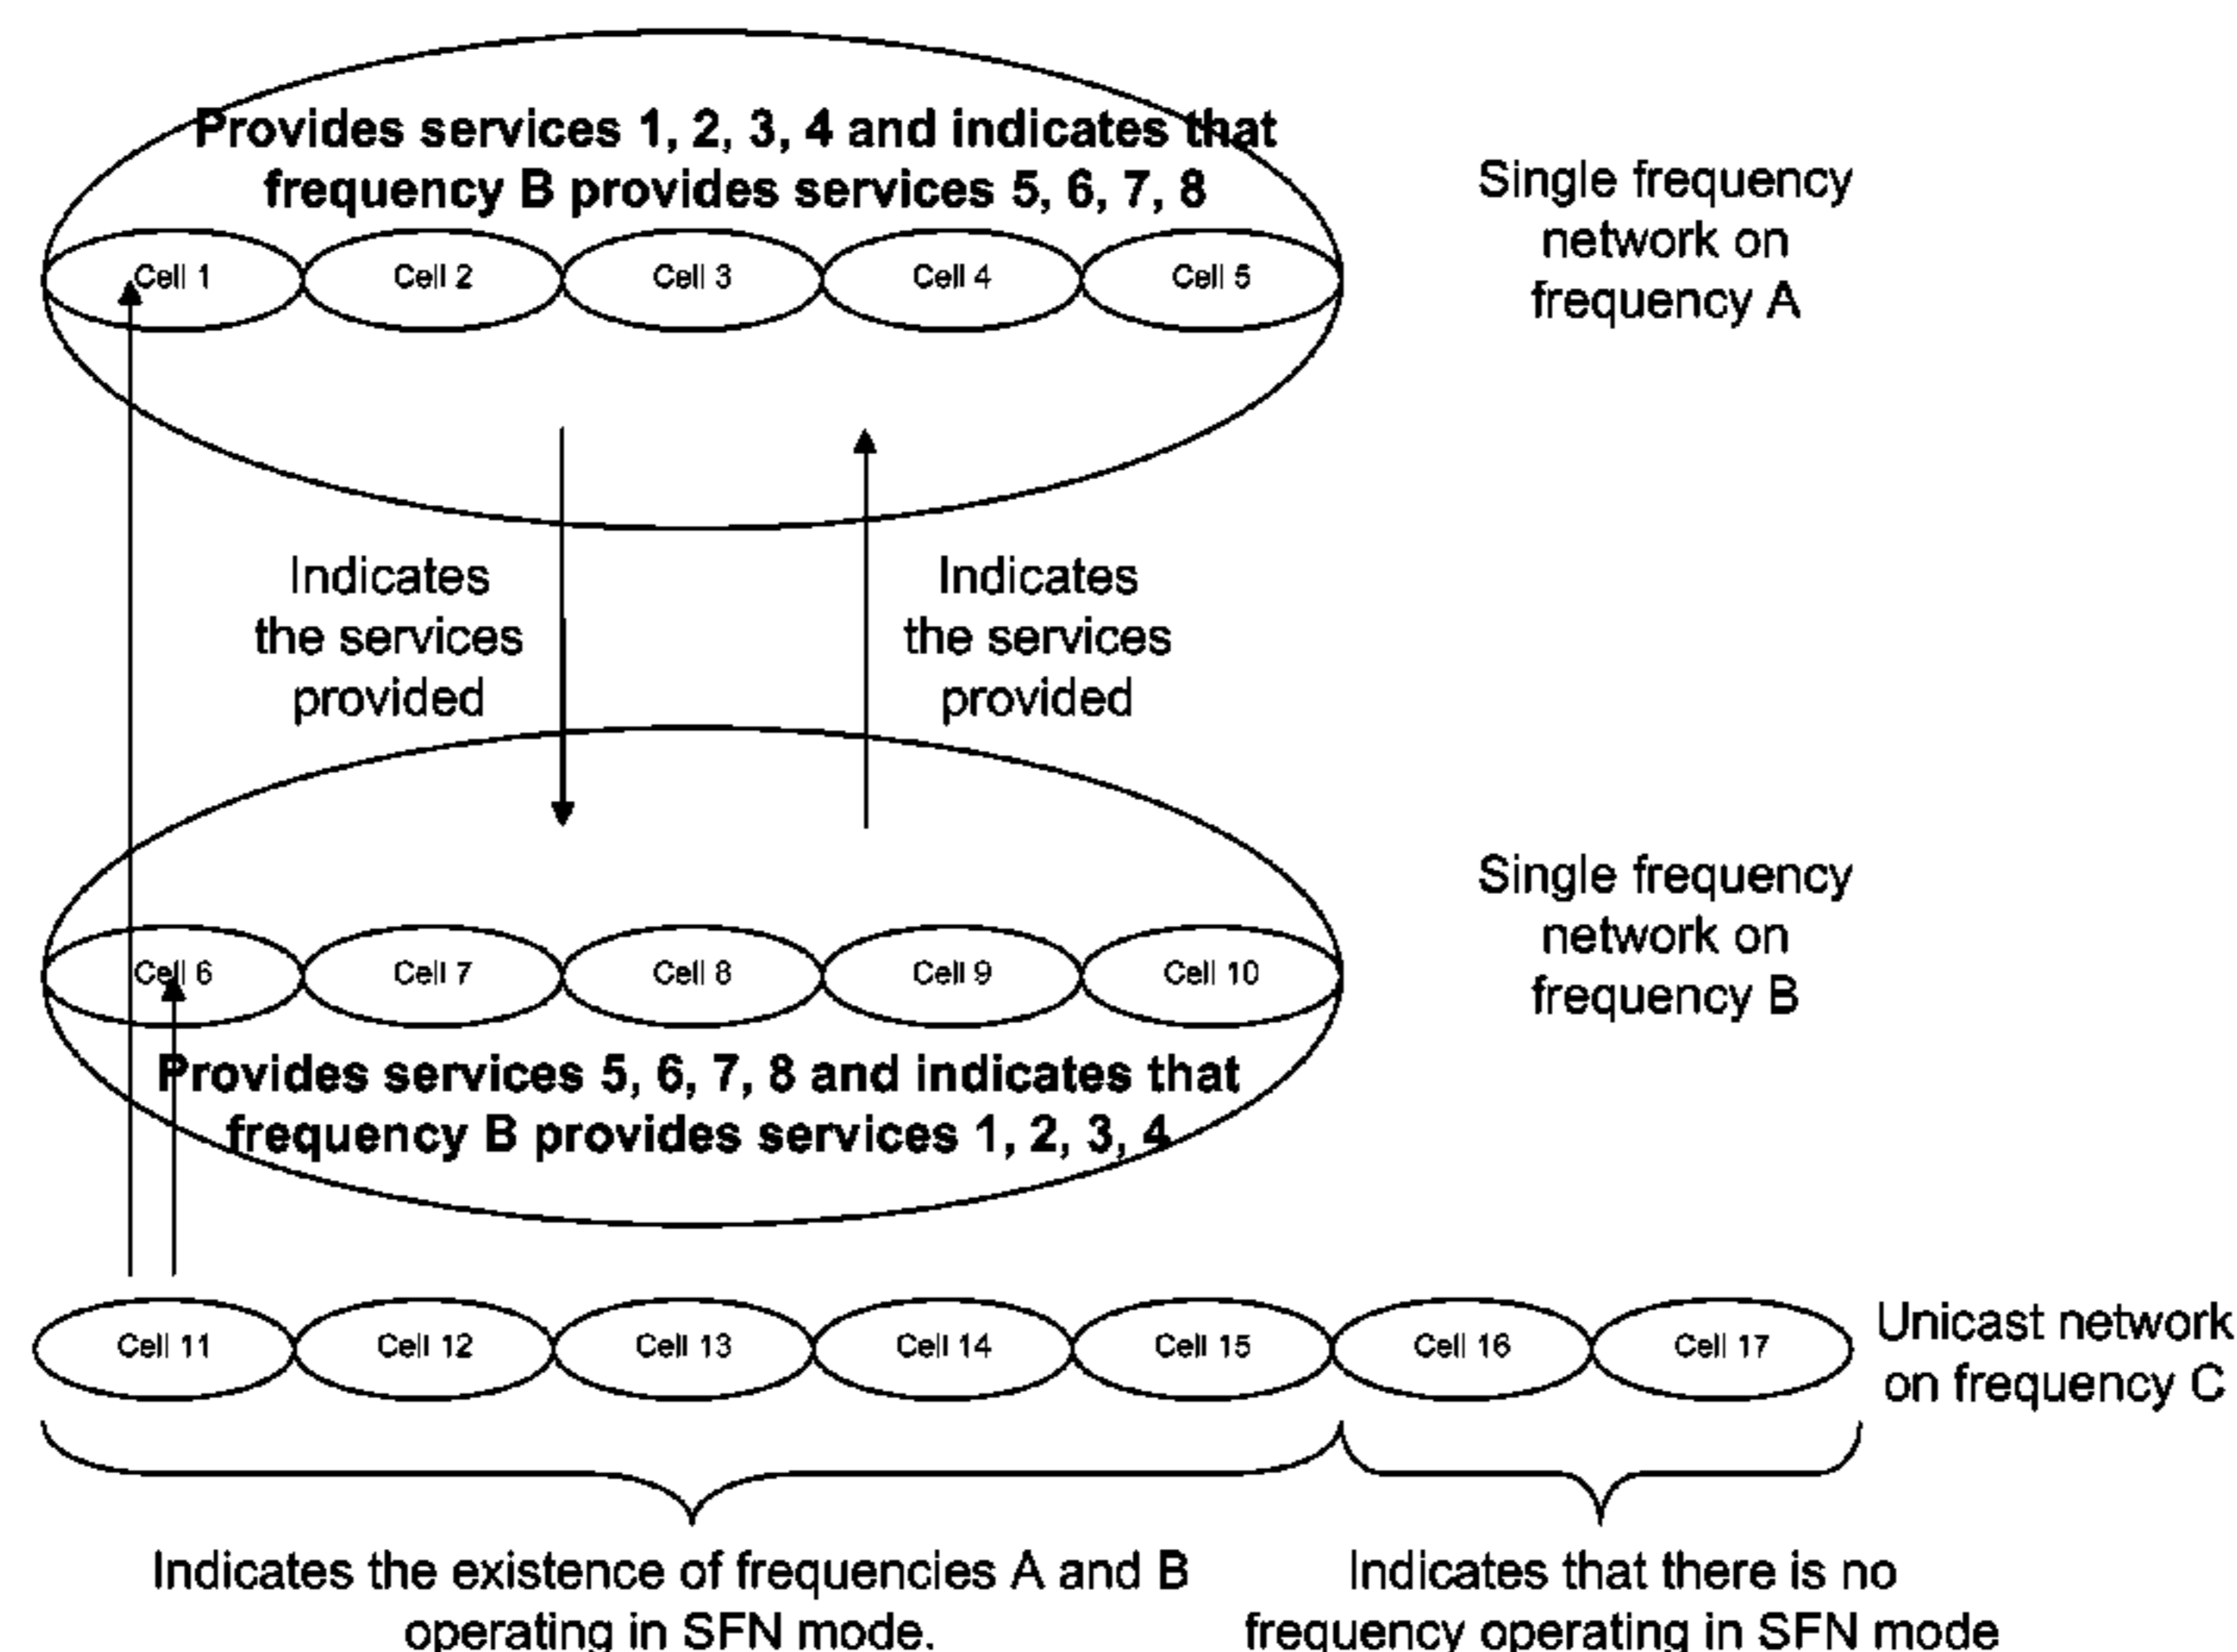 Provides services 1, 2, 3, 4 and indicates that
frequency B provides services 5, 6, 7, 8
Single frequency
network on
frequency A
Cell 1
Cell 2
Cell 3
Cell 4
Cell 5
Indicates
the services
provided
Indicates
the services
provided
Single frequency
network on
frequency B
Cell 6
Cell 7
Cell 8
Cell 9
Cell 10
Provides services 5, 6, 7, 8 and indicates that
frequency B provides services 1, 2, 3, 4
Cell 11
Cell 12
Cell 13
Cell 14
Cell 15
Cell 16
Cell 17
Unicast network
on frequency C
Indicates the existence of frequencies A and B
operating in SFN mode.
Indicates that there is no
frequency operating in SFN mode